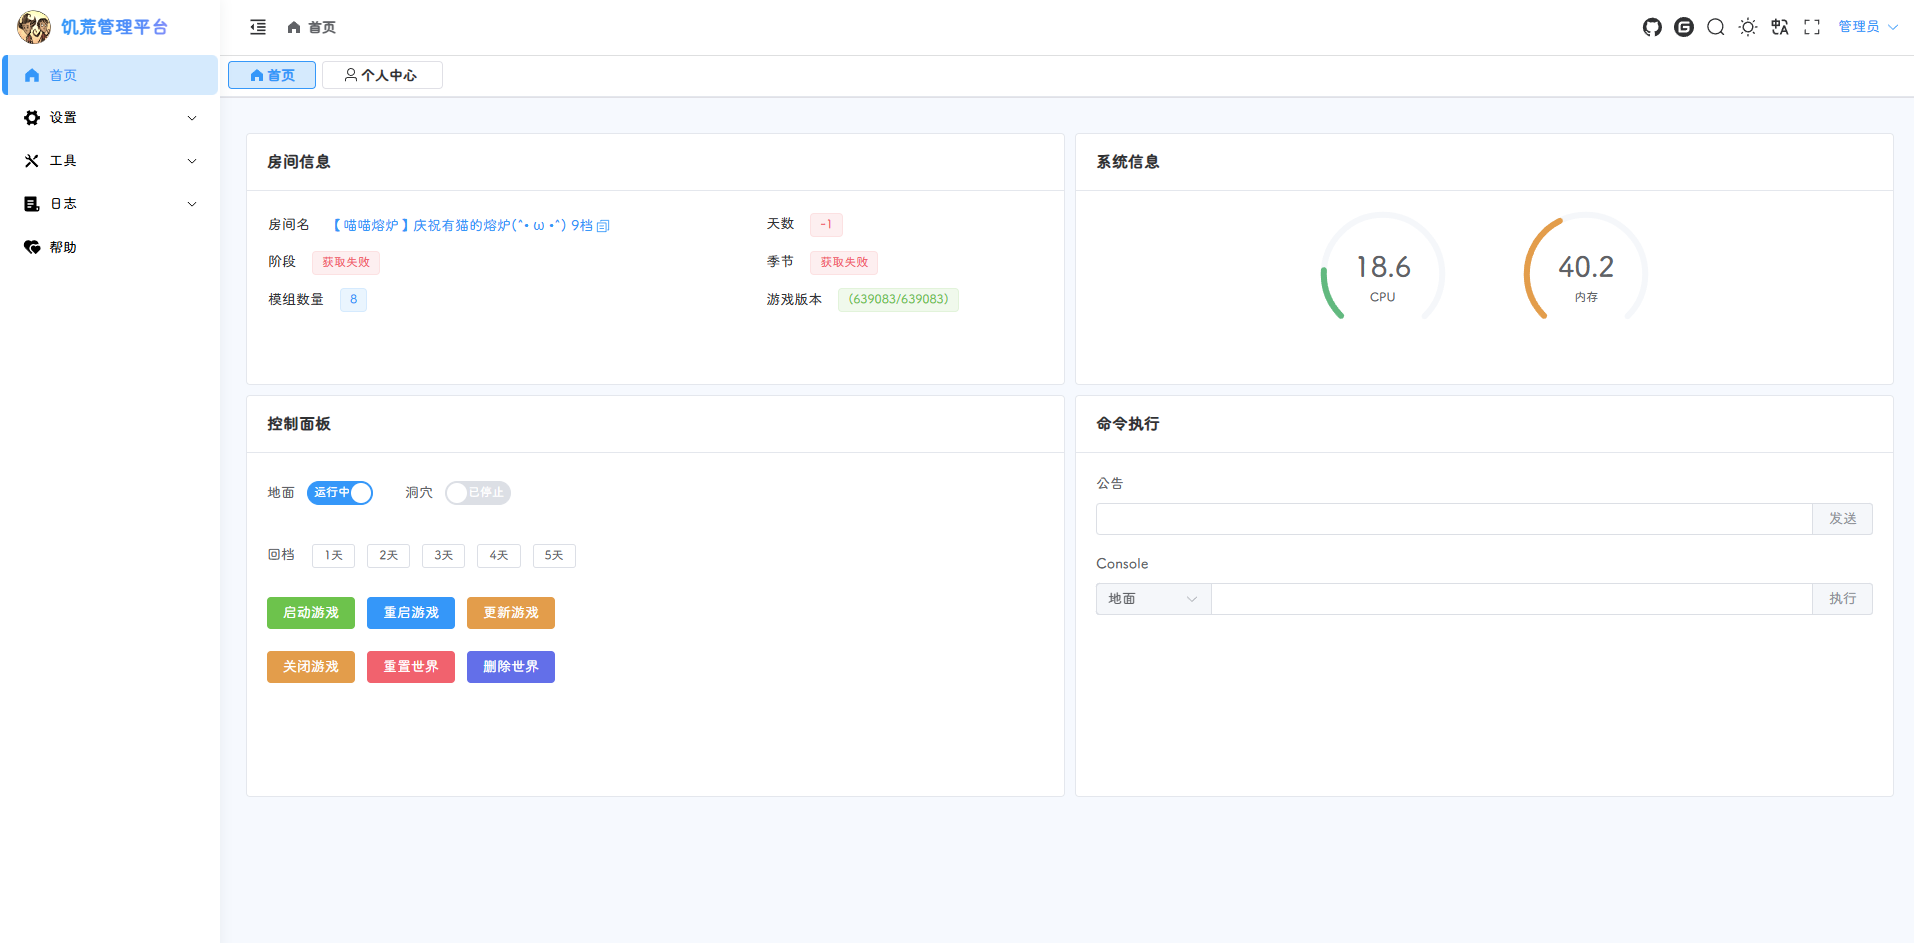 饥荒管理平台
首页
管理员
首页
设置
工具
日志
帮助
首页
个人中心
房间信息
房间名 【喵喵熔炉】庆祝有猫的熔炉(^• ω •^) 9档
天数 -1
阶段 获取失败
季节 获取失败
模组数量 8
游戏版本 (639083/639083)
系统信息
18.6
CPU
40.2
内存
控制面板
地面 运行中 洞穴 已停止
回档 1天 2天 3天 4天 5天
启动游戏 重启游戏 更新游戏
关闭游戏 重置世界 删除世界
命令执行
公告
发送
Console
地面 执行